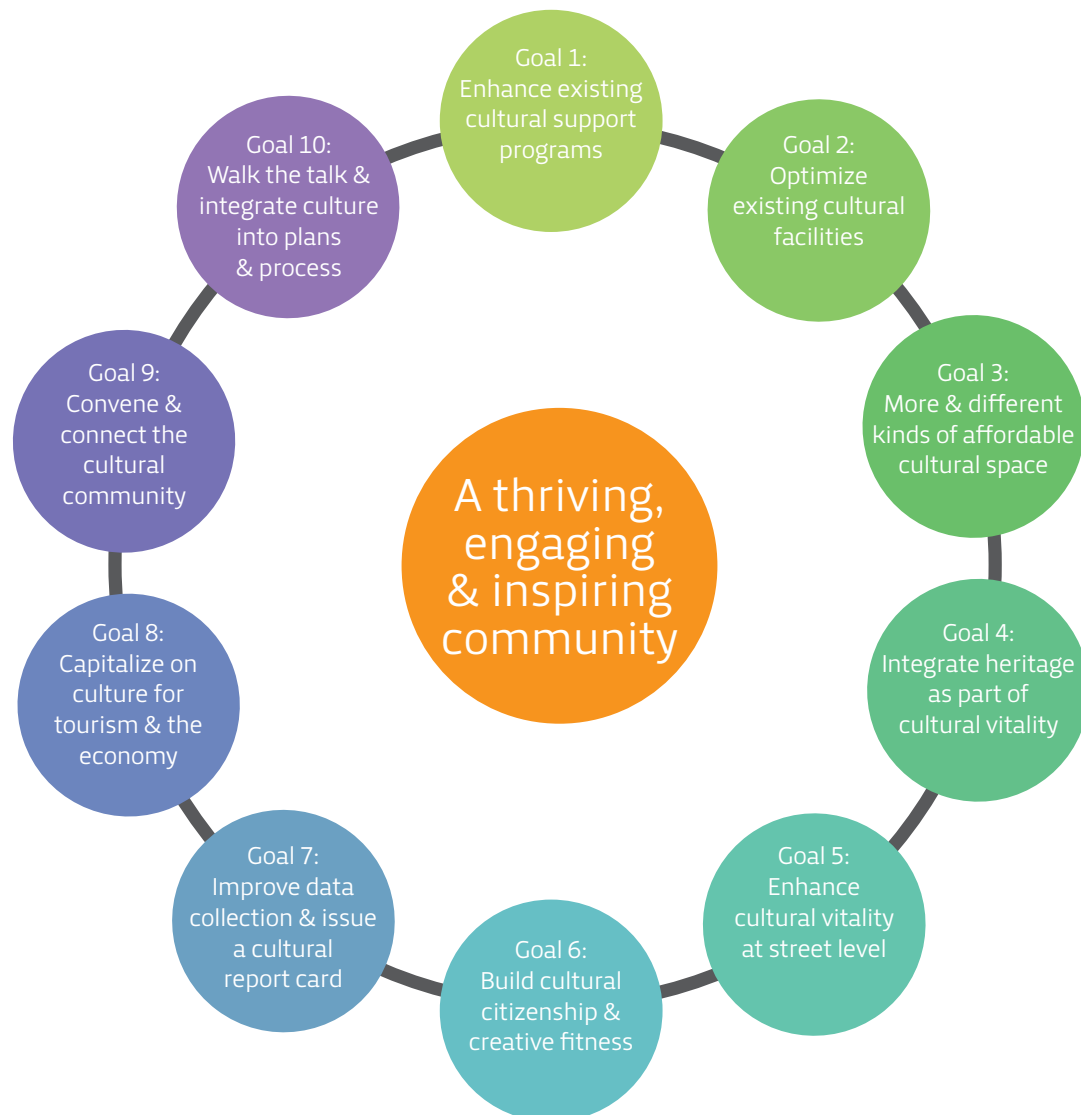 Goal 1:
Enhance existing
cultural support
programs
Goal 2:
Optimize
existing cultural
facilities
Goal 3:
More & different
kinds of affordable
cultural space
Goal 4:
Integrate heritage
as part of
cultural vitality
Goal 5:
Enhance
cultural vitality
at street level
Goal 6:
Build cultural
citizenship &
creative fitness
Goal 7:
Improve data
collection & issue
a cultural
report card
Goal 8:
Capitalize on
culture for
tourism & the
economy
Goal 9:
Convene &
connect the
cultural
community
Goal 10:
Walk the talk &
integrate culture
into plans
& process
A thriving,
engaging
& inspiring
community